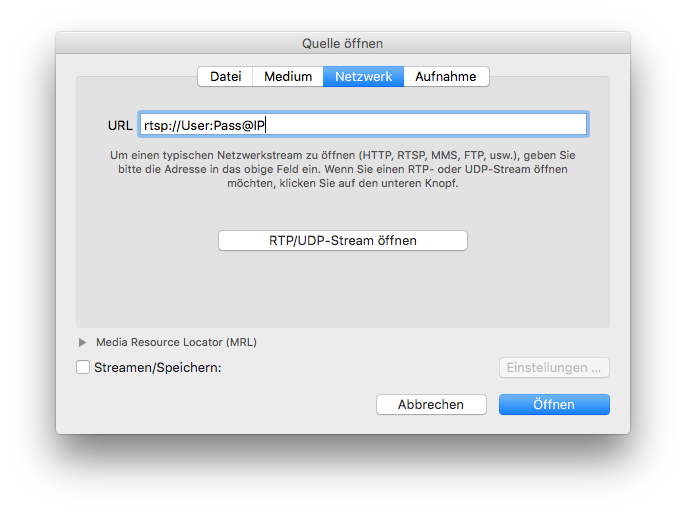 Quelle öffnen
Datei Medium Netzwerk Aufnahme
URL rtsp://User:Pass@IP
Um einen typischen Netzwerkstream zu öffnen (HTTP, RTSP, MMS, FTP, usw.), geben Sie
bitte die Adresse in das obige Feld ein. Wenn Sie einen RTP- oder UDP-Stream öffnen
möchten, klicken Sie auf den unteren Knopf.
RTP/UDP-Stream öffnen
Media Resource Locator (MRL)
Streamen/Speichern: Einstellungen ...
Abbrechen Öffnen